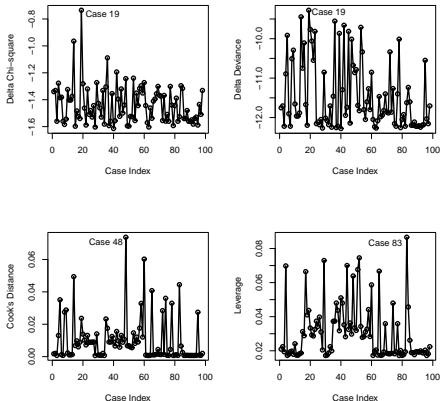 Delta Chi−square
−0.8
−1.0
−1.2
−1.4
−1.6
Case 19
0 20 40 60 80 100
Case Index
Delta Deviance
−10.0
−11.0
−12.0
Case 19
0 20 40 60 80 100
Case Index
Cook's Distance
0.06
0.04
0.02
0.00
Case 48
0 20 40 60 80 100
Case Index
Leverage
0.08
0.06
0.04
0.02
Case 83
0 20 40 60 80 100
Case Index